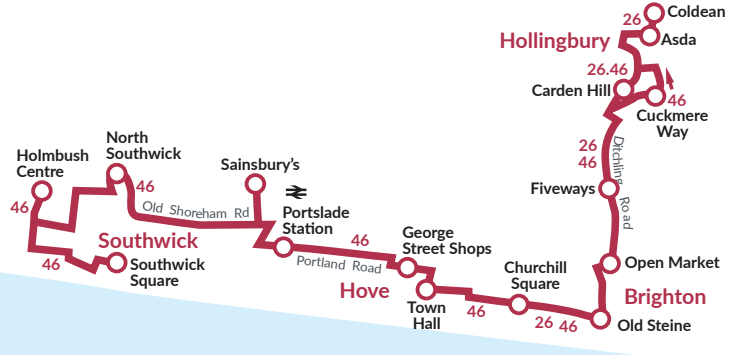 26
Coldean
Asda
Hollingbury
26.46
Carden Hill
46
Cuckmere
Way
26
46
Ditchling
Road
Fiveways
North
Southwick
Holmbush
Centre
46
46
Sainsbury's
Old Shoreham Rd
Portslade
Station
Southwick
46
Southwick
Square
46
Portland Road
George
Street Shops
Hove
Town
Hall
46
Churchill
Square
26 46
Open Market
Brighton
Old Steine